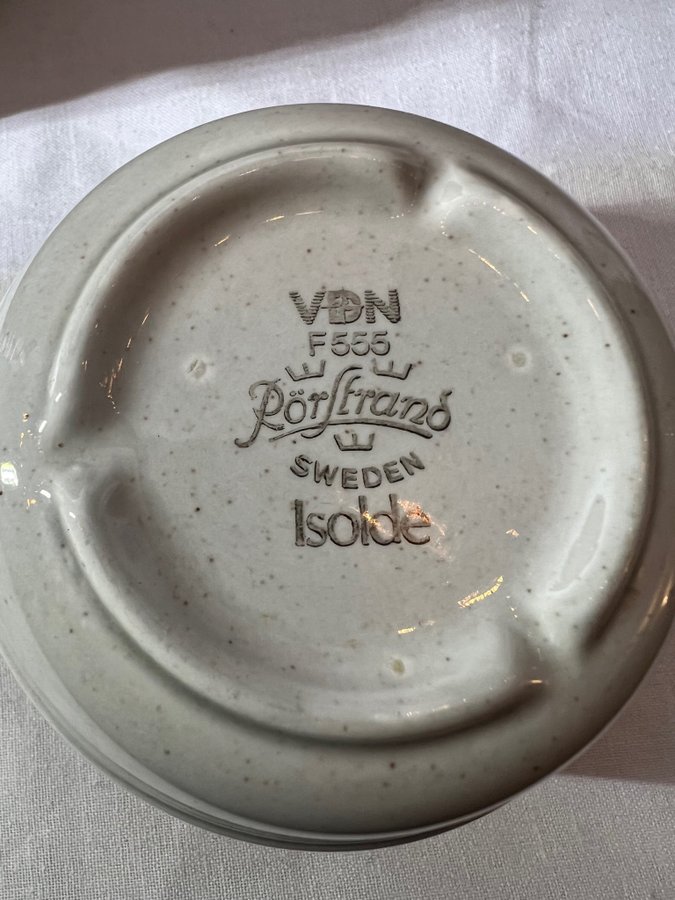 VDN
F555
Rörstrand
SWEDEN
Isolde